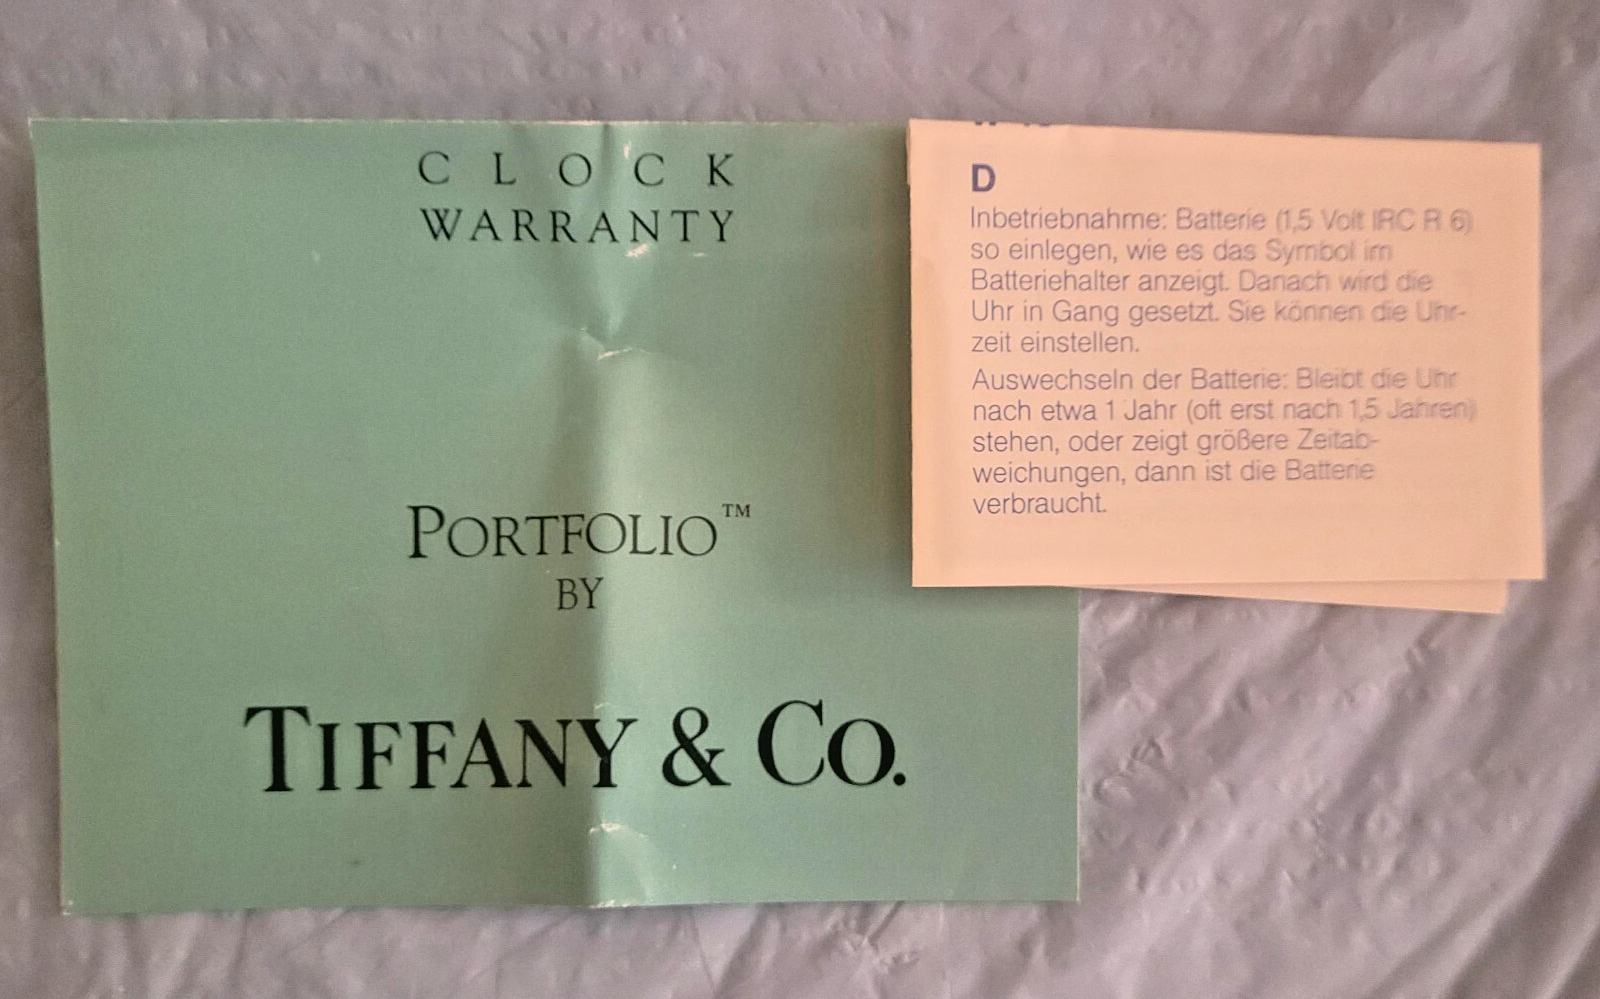 CLOCK
WARRANTY
PORTFOLIO™
BY
TIFFANY & CO.
D
Inbetriebnahme: Batterie (1,5 Volt IRC R 6)
so einlegen, wie es das Symbol im
Batteriehalter anzeigt. Danach wird die
Uhr in Gang gesetzt. Sie können die Uhr-
zeit einstellen.
Auswechseln der Batterie: Bleibt die Uhr
nach etwa 1 Jahr (oft erst nach 1,5 Jahren)
stehen, oder zeigt größere Zeitab-
weichungen, dann ist die Batterie
verbraucht.